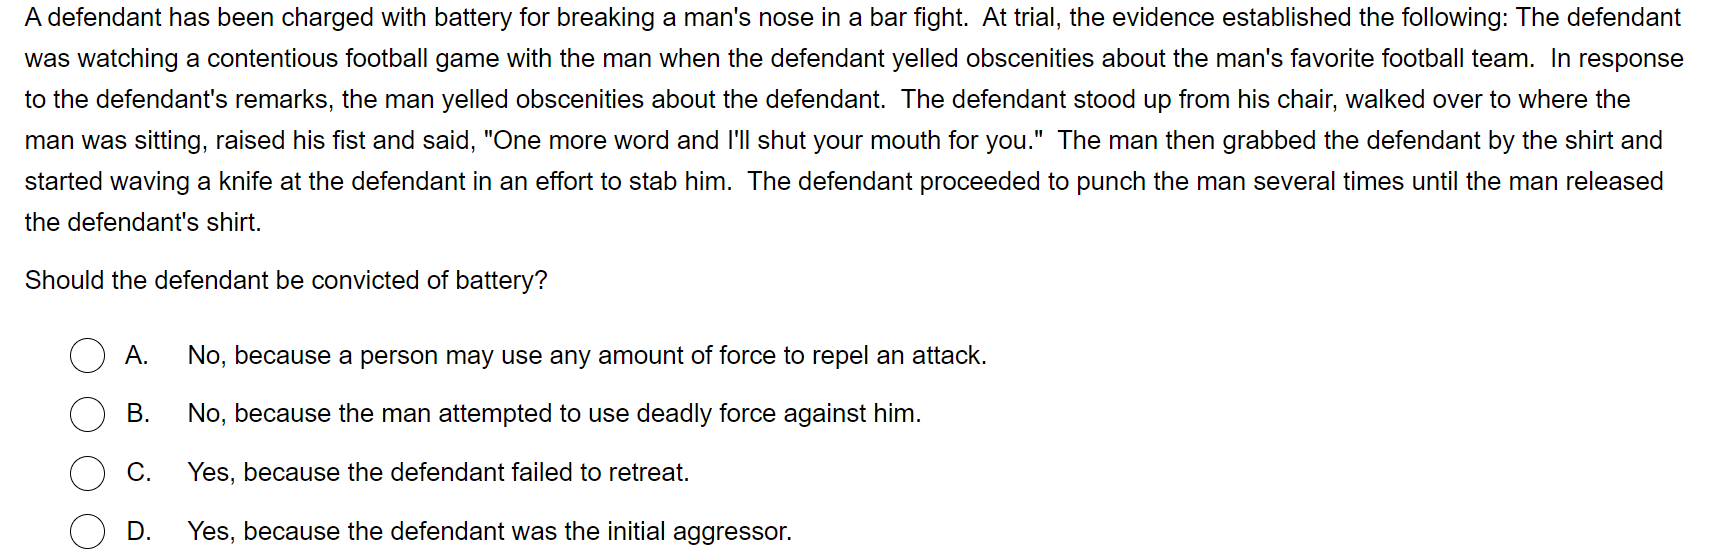 A defendant has been charged with battery for breaking a man's nose in a bar fight.  At trial, the evidence established the following: The defendant
was watching a contentious football game with the man when the defendant yelled obscenities about the man's favorite football team.  In response
to the defendant's remarks, the man yelled obscenities about the defendant.  The defendant stood up from his chair, walked over to where the
man was sitting, raised his fist and said, "One more word and I'll shut your mouth for you."  The man then grabbed the defendant by the shirt and
started waving a knife at the defendant in an effort to stab him.  The defendant proceeded to punch the man several times until the man released
the defendant's shirt.
Should the defendant be convicted of battery?
A. No, because a person may use any amount of force to repel an attack.
B. No, because the man attempted to use deadly force against him.
C. Yes, because the defendant failed to retreat.
D. Yes, because the defendant was the initial aggressor.